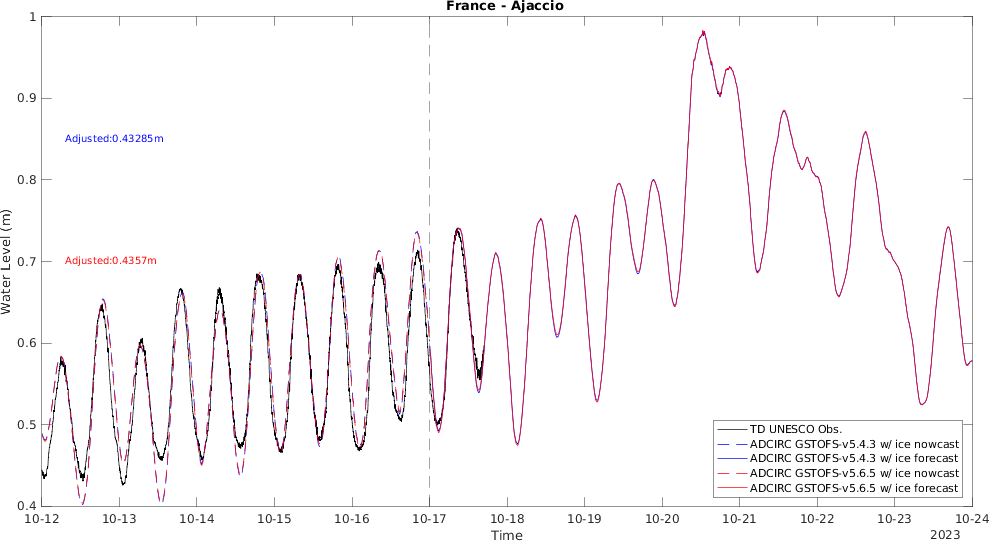 France - Ajaccio
1
0.9
0.8
0.7
0.6
0.5
0.4
Water Level (m)
Adjusted:0.43285m
Adjusted:0.4357m
TD UNESCO Obs.
ADCIRC GSTOFS-v5.4.3 w/ ice nowcast
ADCIRC GSTOFS-v5.4.3 w/ ice forecast
ADCIRC GSTOFS-v5.6.5 w/ ice nowcast
ADCIRC GSTOFS-v5.6.5 w/ ice forecast
10-12 10-13 10-14 10-15 10-16 10-17 10-18 10-19 10-20 10-21 10-22 10-23 10-24
Time
2023